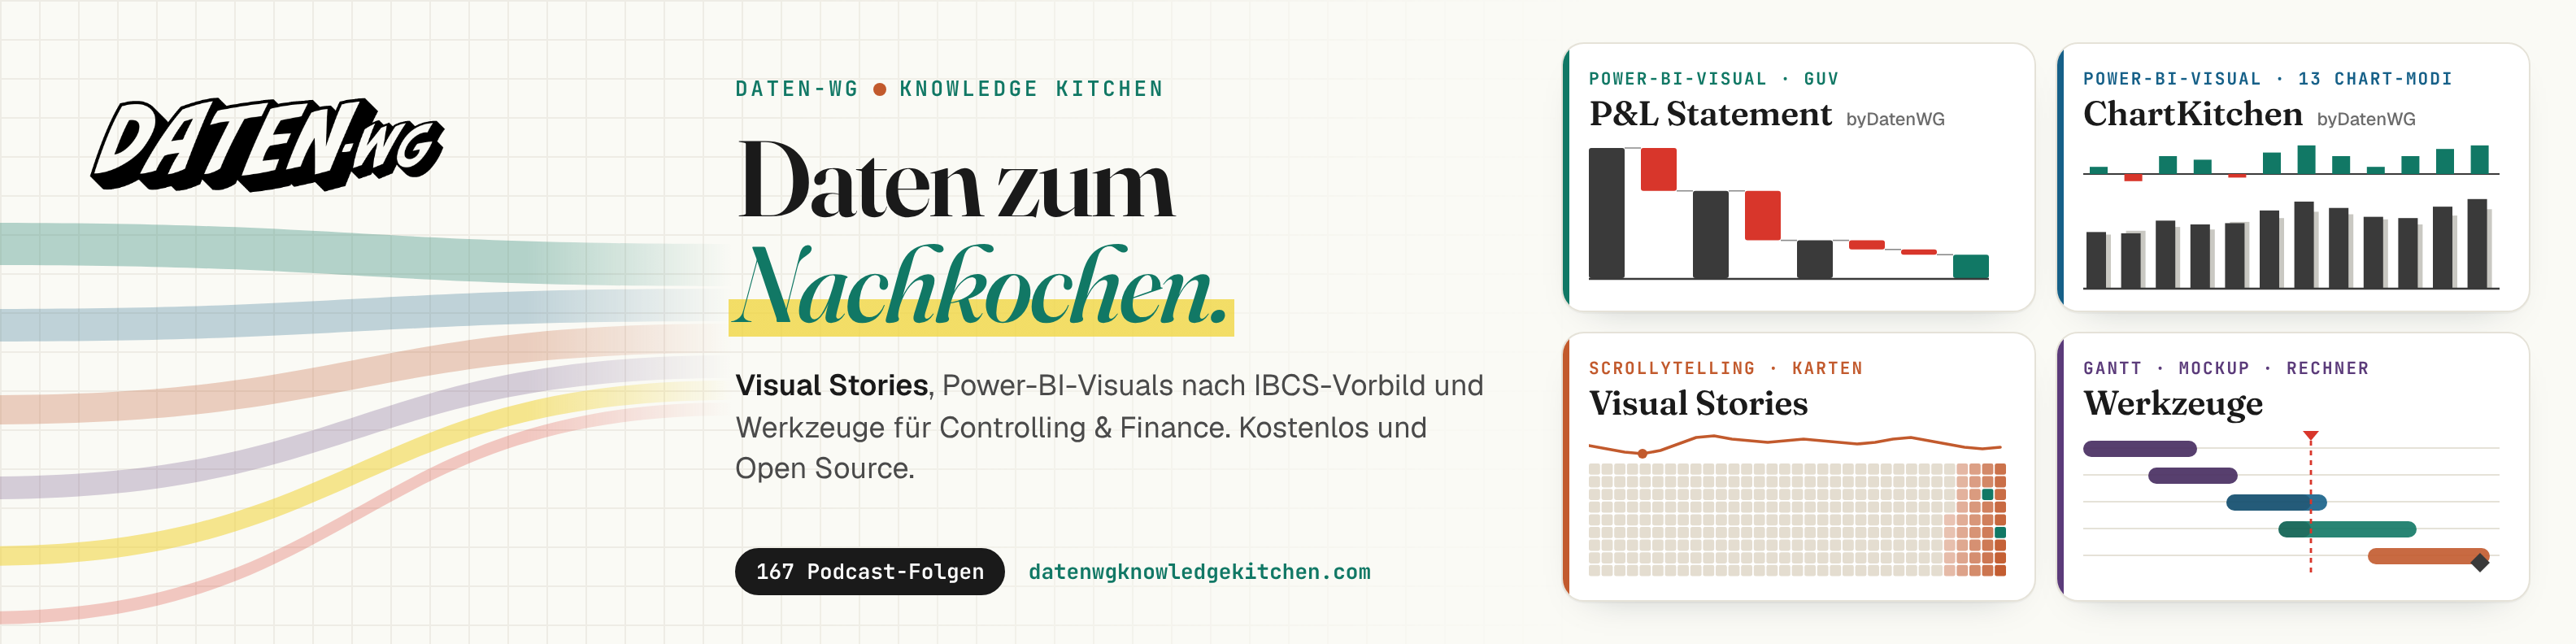 DATEN-WG
DATEN-WG ● KNOWLEDGE KITCHEN
Daten zum
Nachkochen.
Visual Stories, Power-BI-Visuals nach IBCS-Vorbild und
Werkzeuge für Controlling & Finance. Kostenlos und
Open Source.
167 Podcast-Folgen
datenwgknowledgekitchen.com
POWER-BI-VISUAL · GUV
P&L Statement byDatenWG
POWER-BI-VISUAL · 13 CHART-MODI
ChartKitchen byDatenWG
SCROLLYTELLING · KARTEN
Visual Stories
GANTT · MOCKUP · RECHNER
Werkzeuge